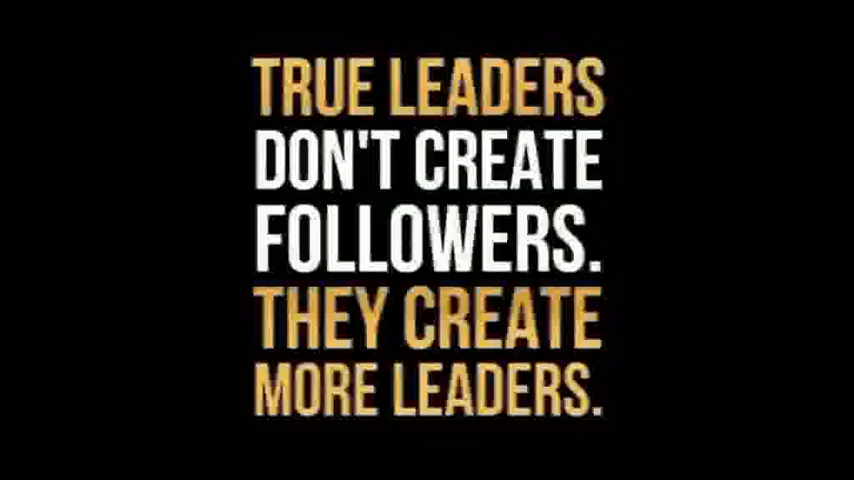 TRUE LEADERS
DON'T CREATE
FOLLOWERS.
THEY CREATE
MORE LEADERS.